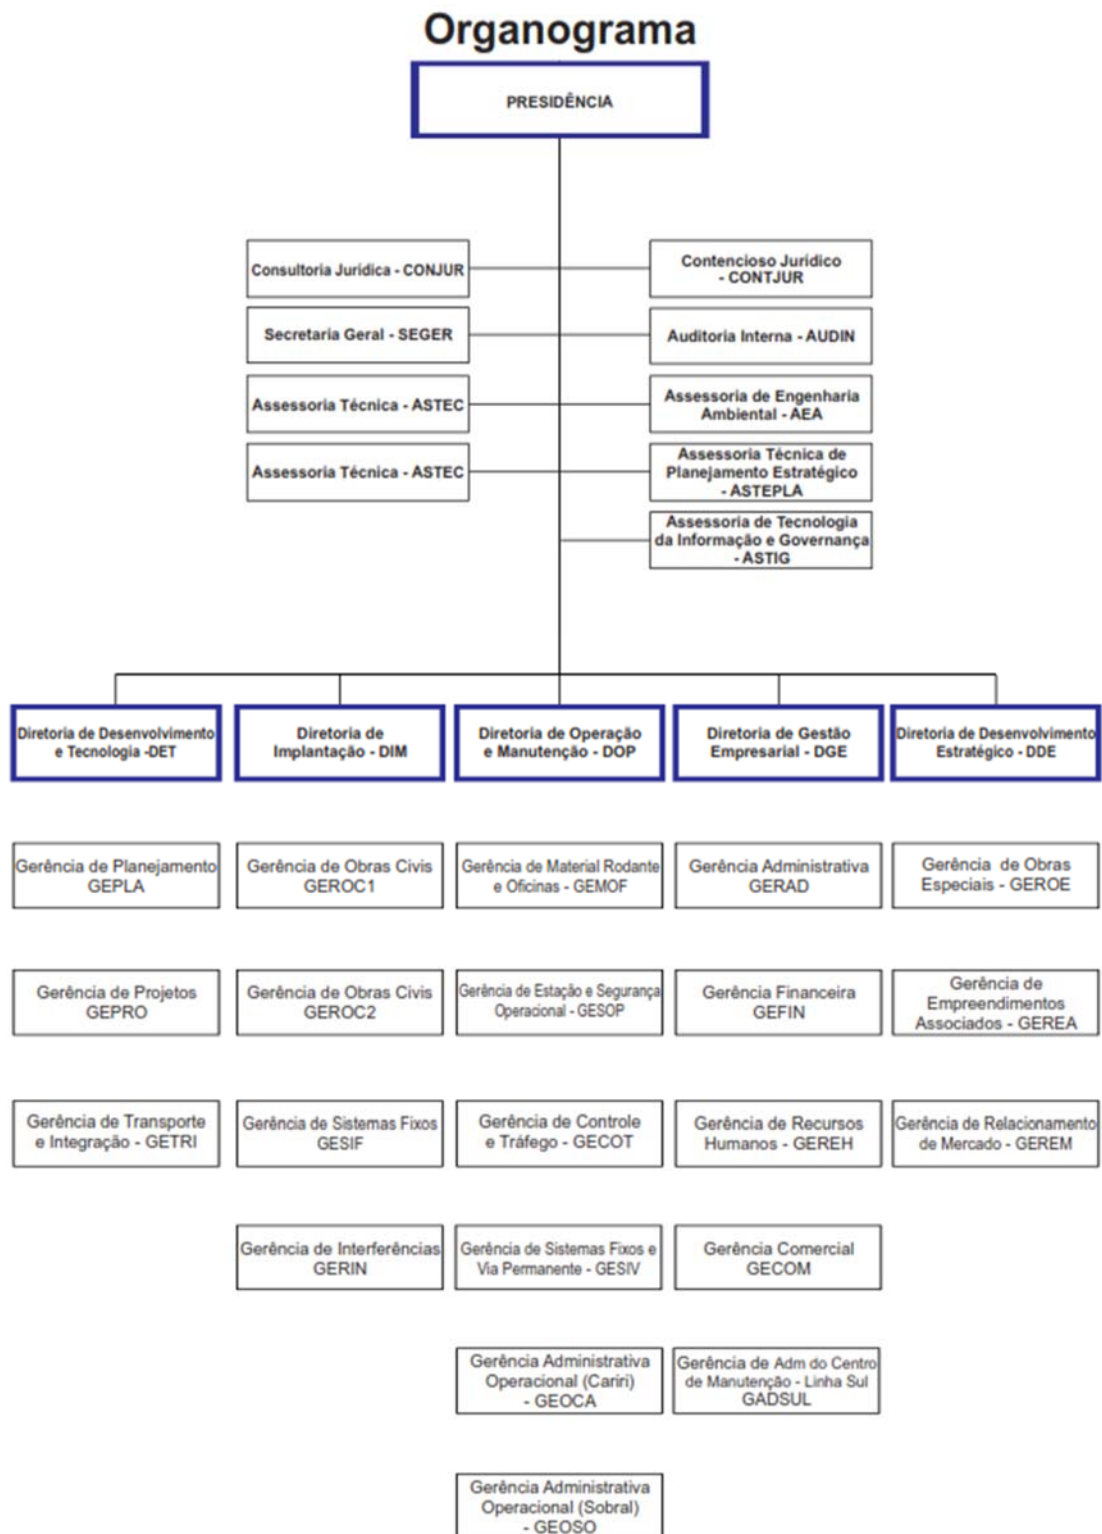 Organograma
PRESIDÊNCIA
Consultoria Jurídica - CONJUR
Contencioso Jurídico
- CONTJUR
Secretaria Geral - SEGER
Auditoria Interna - AUDIN
Assessoria Técnica - ASTEC
Assessoria de Engenharia
Ambiental - AEA
Assessoria Técnica - ASTEC
Assessoria Técnica de
Planejamento Estratégico
- ASTEPLA
Assessoria de Tecnologia
da Informação e Governança
- ASTIG
Diretoria de Desenvolvimento
e Tecnologia -DET
Diretoria de
Implantação - DIM
Diretoria de Operação
e Manutenção - DOP
Diretoria de Gestão
Empresarial - DGE
Diretoria de Desenvolvimento
Estratégico - DDE
Gerência de Planejamento
GEPLA
Gerência de Obras Civis
GEROC1
Gerência de Material Rodante
e Oficinas - GEMOF
Gerência Administrativa
GERAD
Gerência de Obras
Especiais - GEROE
Gerência de Projetos
GEPRO
Gerência de Obras Civis
GEROC2
Gerência de Estação e Segurança
Operacional - GESOP
Gerência Financeira
GEFIN
Gerência de
Empreendimentos
Associados - GEREA
Gerência de Transporte
e Integração - GETRI
Gerência de Sistemas Fixos
GESIF
Gerência de Controle
e Tráfego - GECOT
Gerência de Recursos
Humanos - GEREH
Gerência de Relacionamento
de Mercado - GEREM
Gerência de Interferências
GERIN
Gerência de Sistemas Fixos e
Via Permanente - GESIV
Gerência Comercial
GECOM
Gerência Administrativa
Operacional (Cariri)
- GEOCA
Gerência de Adm do Centro
de Manutenção - Linha Sul
GADSUL
Gerência Administrativa
Operacional (Sobral)
- GEOSO